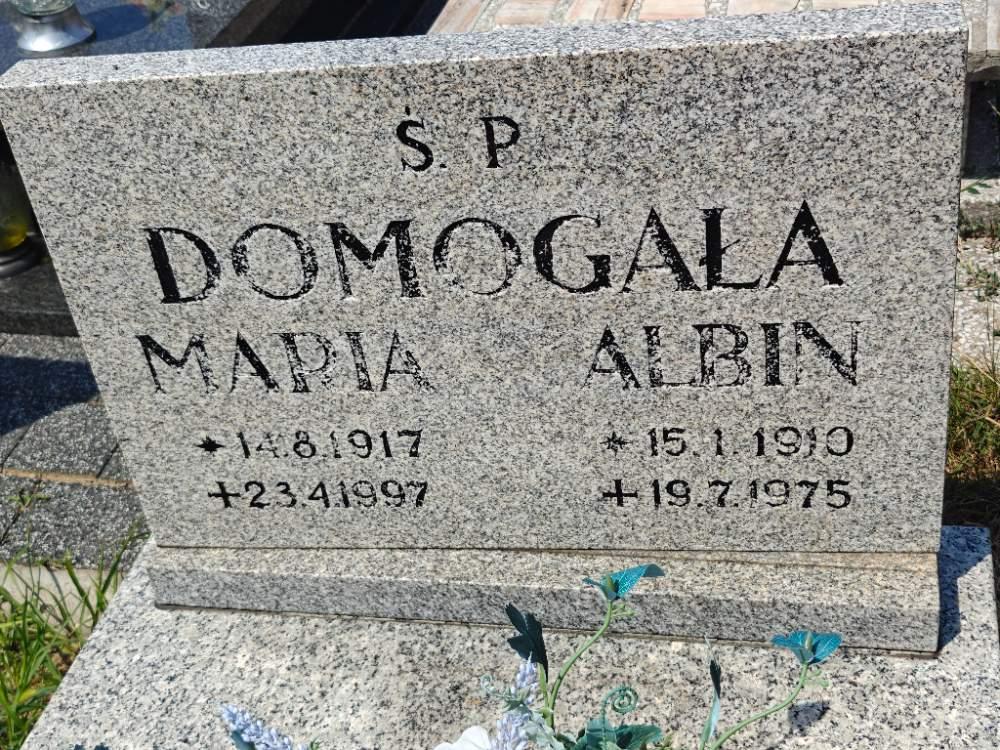 Ś. P
DOMOGAŁA
MARIA ALBIN
*14.8.1917 *15.1.1910
+23.4.1997 +19.7.1975